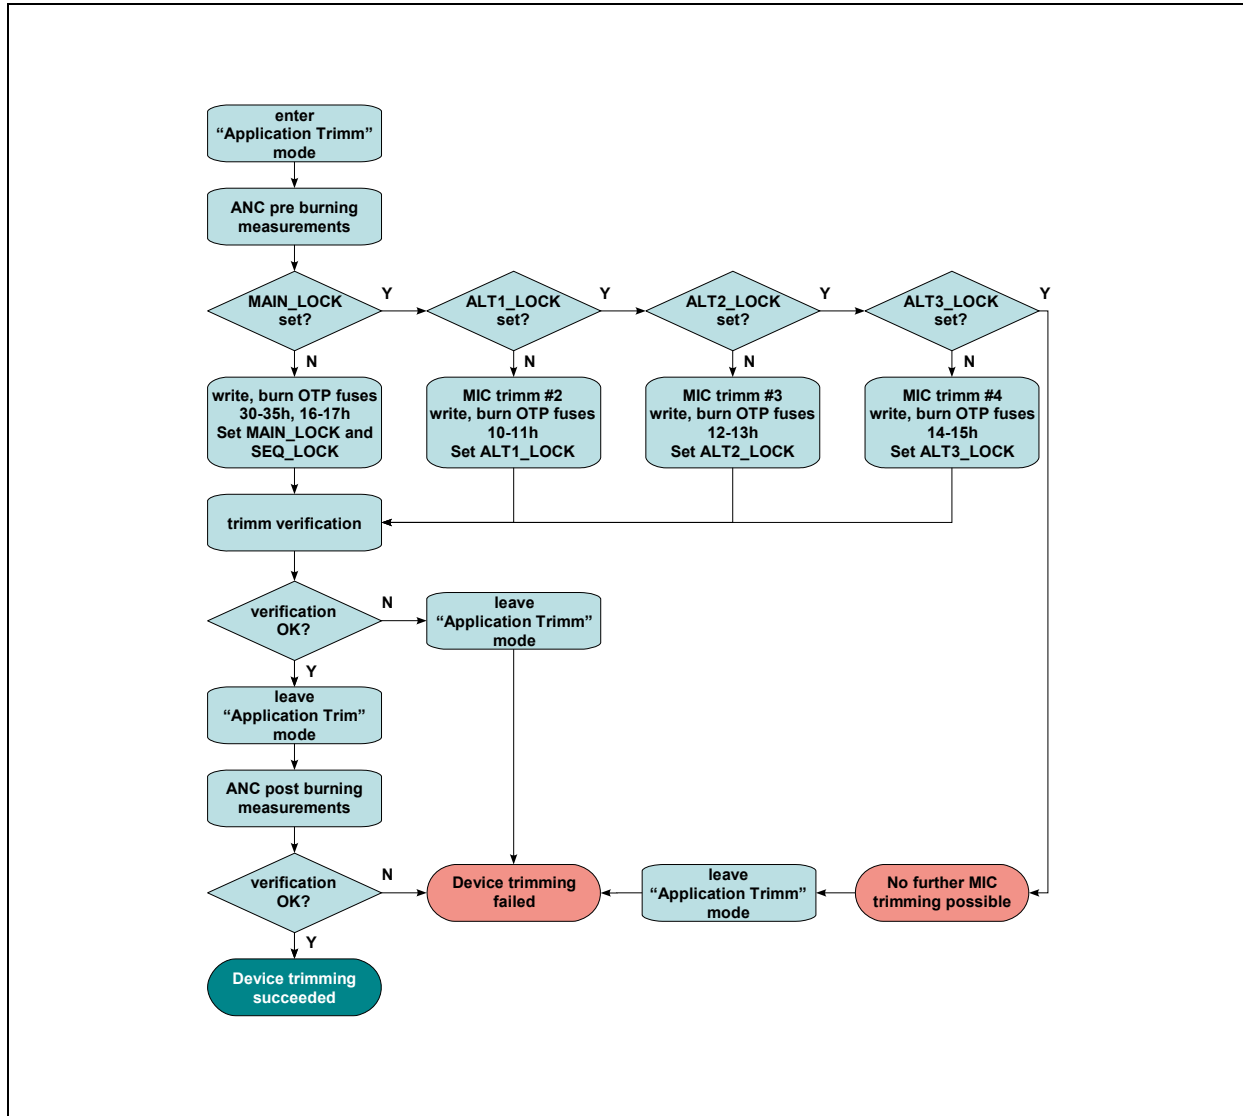 enter
“Application Trimm”
mode
ANC pre burning
measurements
MAIN_LOCK
set?
Y
ALT1_LOCK
set?
Y
ALT2_LOCK
set?
Y
ALT3_LOCK
set?
Y
N
N
N
N
write, burn OTP fuses
30-35h, 16-17h
Set MAIN_LOCK and
SEQ_LOCK
MIC trimm #2
write, burn OTP fuses
10-11h
Set ALT1_LOCK
MIC trimm #3
write, burn OTP fuses
12-13h
Set ALT2_LOCK
MIC trimm #4
write, burn OTP fuses
14-15h
Set ALT3_LOCK
trimm verification
verification
OK?
N
leave
“Application Trimm”
mode
Y
leave
“Application Trim”
mode
ANC post burning
measurements
verification
OK?
N
Device trimming
failed
leave
“Application Trimm”
mode
No further MIC
trimming possible
Y
Device trimming
succeeded